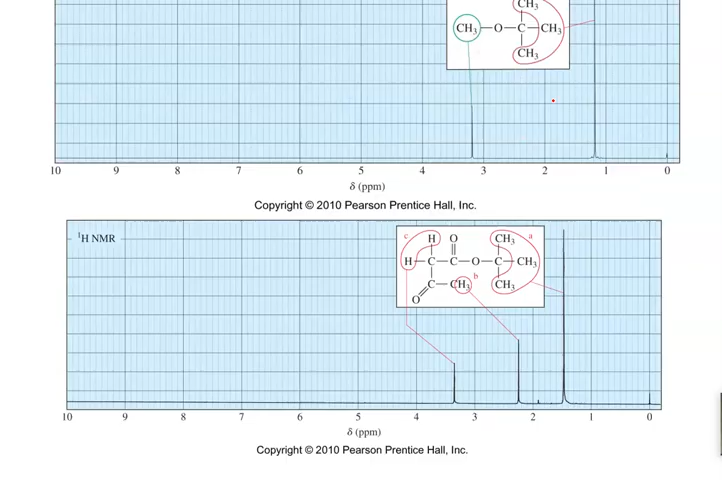 CH3
CH3—O—C—CH3
CH3
10 9 8 7 6 5 4 3 2 1 0
δ (ppm)
Copyright © 2010 Pearson Prentice Hall, Inc.
1H NMR
c H O CH3 a
H—C—C—O—C—CH3
b
C—CH3 CH3
O
10 9 8 7 6 5 4 3 2 1 0
δ (ppm)
Copyright © 2010 Pearson Prentice Hall, Inc.